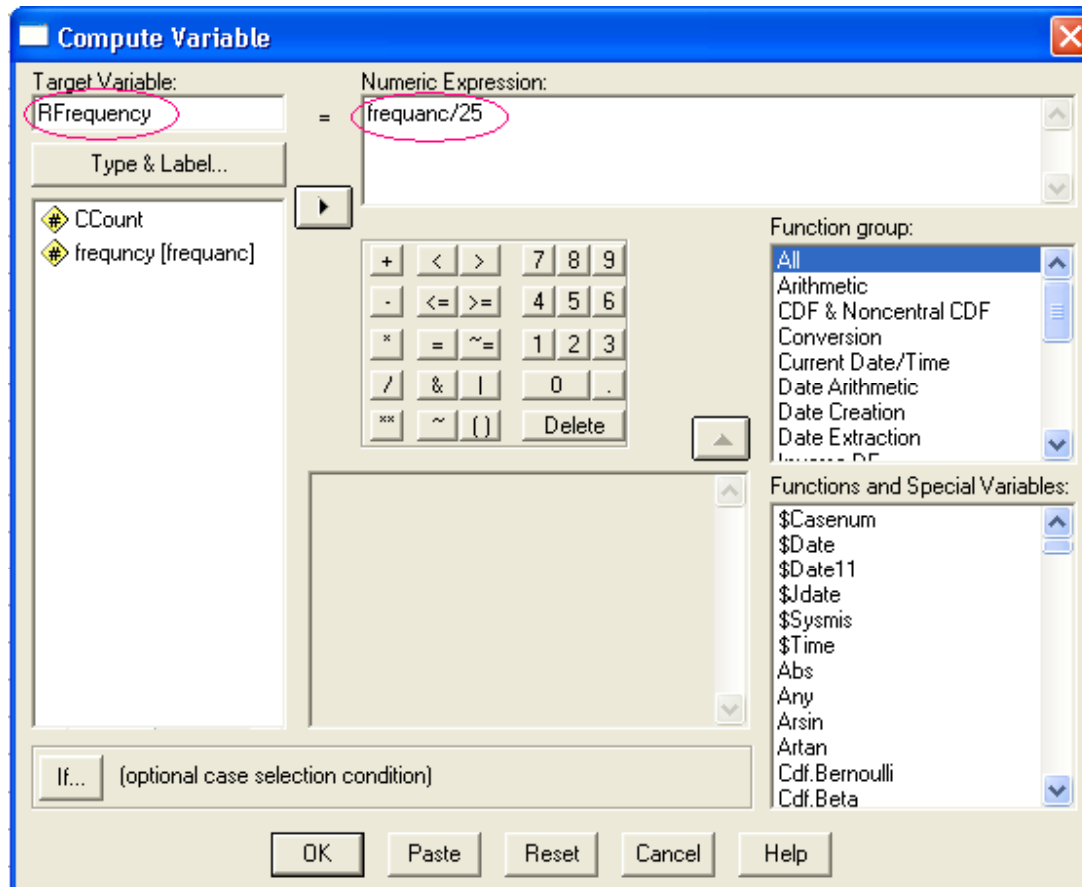 Compute Variable
Target Variable:
RFrequency
=
Numeric Expression:
frequanc/25
Type & Label...
CCount
frequncy [frequanc]
+ < > 7 8 9
- <= >= 4 5 6
* = ~= 1 2 3
/ & | 0 .
** ~ ( ) Delete
Function group:
All
Arithmetic
CDF & Noncentral CDF
Conversion
Current Date/Time
Date Arithmetic
Date Creation
Date Extraction
Functions and Special Variables:
$Casenum
$Date
$Date11
$Jdate
$Sysmis
$Time
Abs
Any
Arsin
Artan
Cdf.Bernoulli
Cdf.Beta
If... (optional case selection condition)
OK Paste Reset Cancel Help